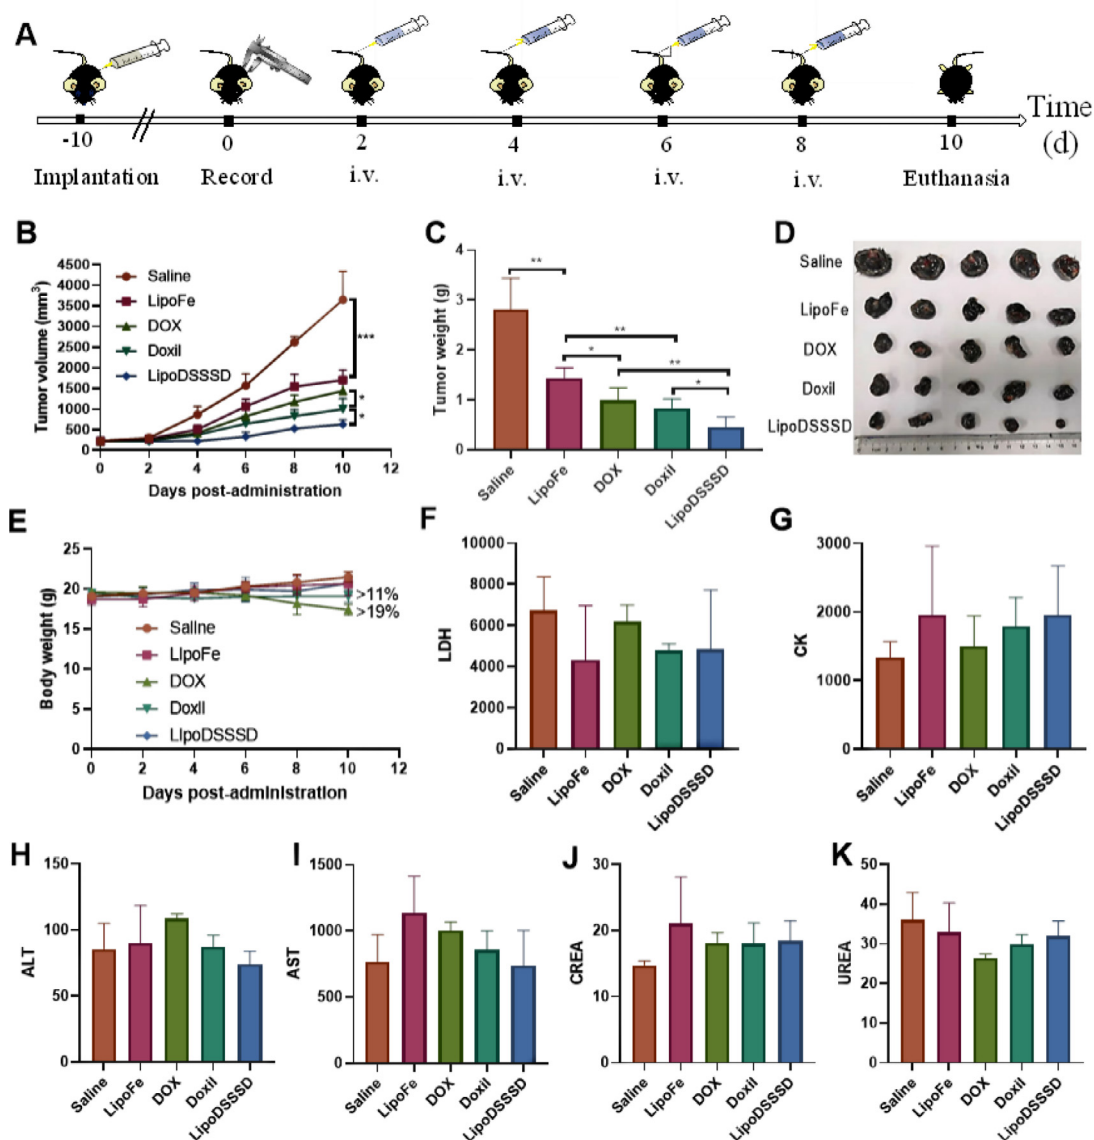 A
Time
(d)
-10
0
2
4
6
8
10
Implantation
Record
i.v.
i.v.
i.v.
i.v.
Euthanasia
B
Tumor volume (mm³)
4500
4000
3500
3000
2500
2000
1500
1000
500
0
Saline
LipoFe
DOX
Doxil
LipoDSSSD
***
*
*
0 2 4 6 8 10 12
Days post-administration
C
Tumor weight (g)
4
3
2
1
0
**
**
*
**
*
Saline
LipoFe
DOX
Doxil
LipoDSSSD
D
Saline
LipoFe
DOX
Doxil
LipoDSSSD
E
Body weight (g)
25
20
15
10
5
0
>11%
>19%
Saline
LIpoFe
DOX
DoxIl
LIpoDSSSD
0 2 4 6 8 10 12
Days post-admInIstratIon
F
LDH
10000
8000
6000
4000
2000
0
Saline
LipoFe
DOX
Doxil
LipoDSSSD
G
CK
3000
2000
1000
0
Saline
LipoFe
DOX
Doxil
LipoDSSSD
H
ALT
150
100
50
0
Saline
LipoFe
DOX
Doxil
LipoDSSSD
I
AST
1500
1000
500
0
Saline
LipoFe
DOX
Doxil
LipoDSSSD
J
CREA
30
20
10
0
Saline
LipoFe
DOX
Doxil
LipoDSSSD
K
UREA
50
40
30
20
10
0
Saline
LipoFe
DOX
Doxil
LipoDSSSD